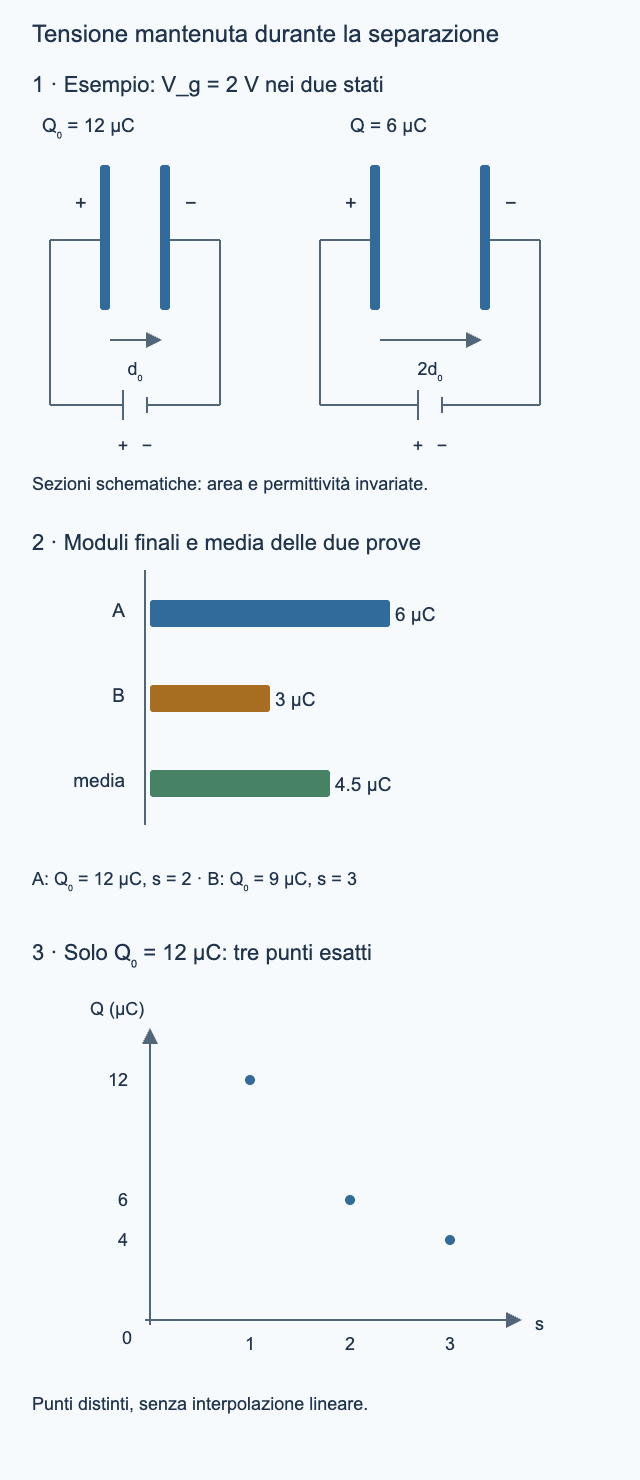 Tensione mantenuta durante la separazione
1 · Esempio: V_g = 2 V nei due stati
Q₀ = 12 µC
Q = 6 µC
+ −
+ −
d₀
2d₀
+ −
+ −
Sezioni schematiche: area e permittività invariate.
2 · Moduli finali e media delle due prove
A 6 µC
B 3 µC
media 4.5 µC
A: Q₀ = 12 µC, s = 2 · B: Q₀ = 9 µC, s = 3
3 · Solo Q₀ = 12 µC: tre punti esatti
Q (µC)
12
6
4
0
s
1 2 3
Punti distinti, senza interpolazione lineare.